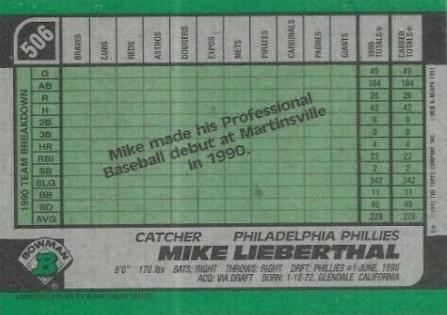 506
BRAVES CUBS REDS ASTROS DODGERS EXPOS METS PIRATES CARDINALS PADRES GIANTS 1990 TOTALS CAREER TOTALS
1990 TEAM BREAKDOWN
G 49 49
AB 184 184
R 26 26
H 42 42
2B 9 9
3B 0 0
HR 4 4
RBI 22 22
SB 2 2
SLG 342 342
BB 11 11
SO 40 40
AVG 228 228
Mike made his Professional
Baseball debut at Martinsville
in 1990.
BOWMAN
B
CATCHER PHILADELPHIA PHILLIES
MIKE LIEBERTHAL
6'0" 170 lbs BATS: RIGHT THROWS: RIGHT DRFT: PHILLIES #1-JUNE, 1990
ACQ: VIA DRAFT BORN: 1-18-72, GLENDALE, CALIFORNIA